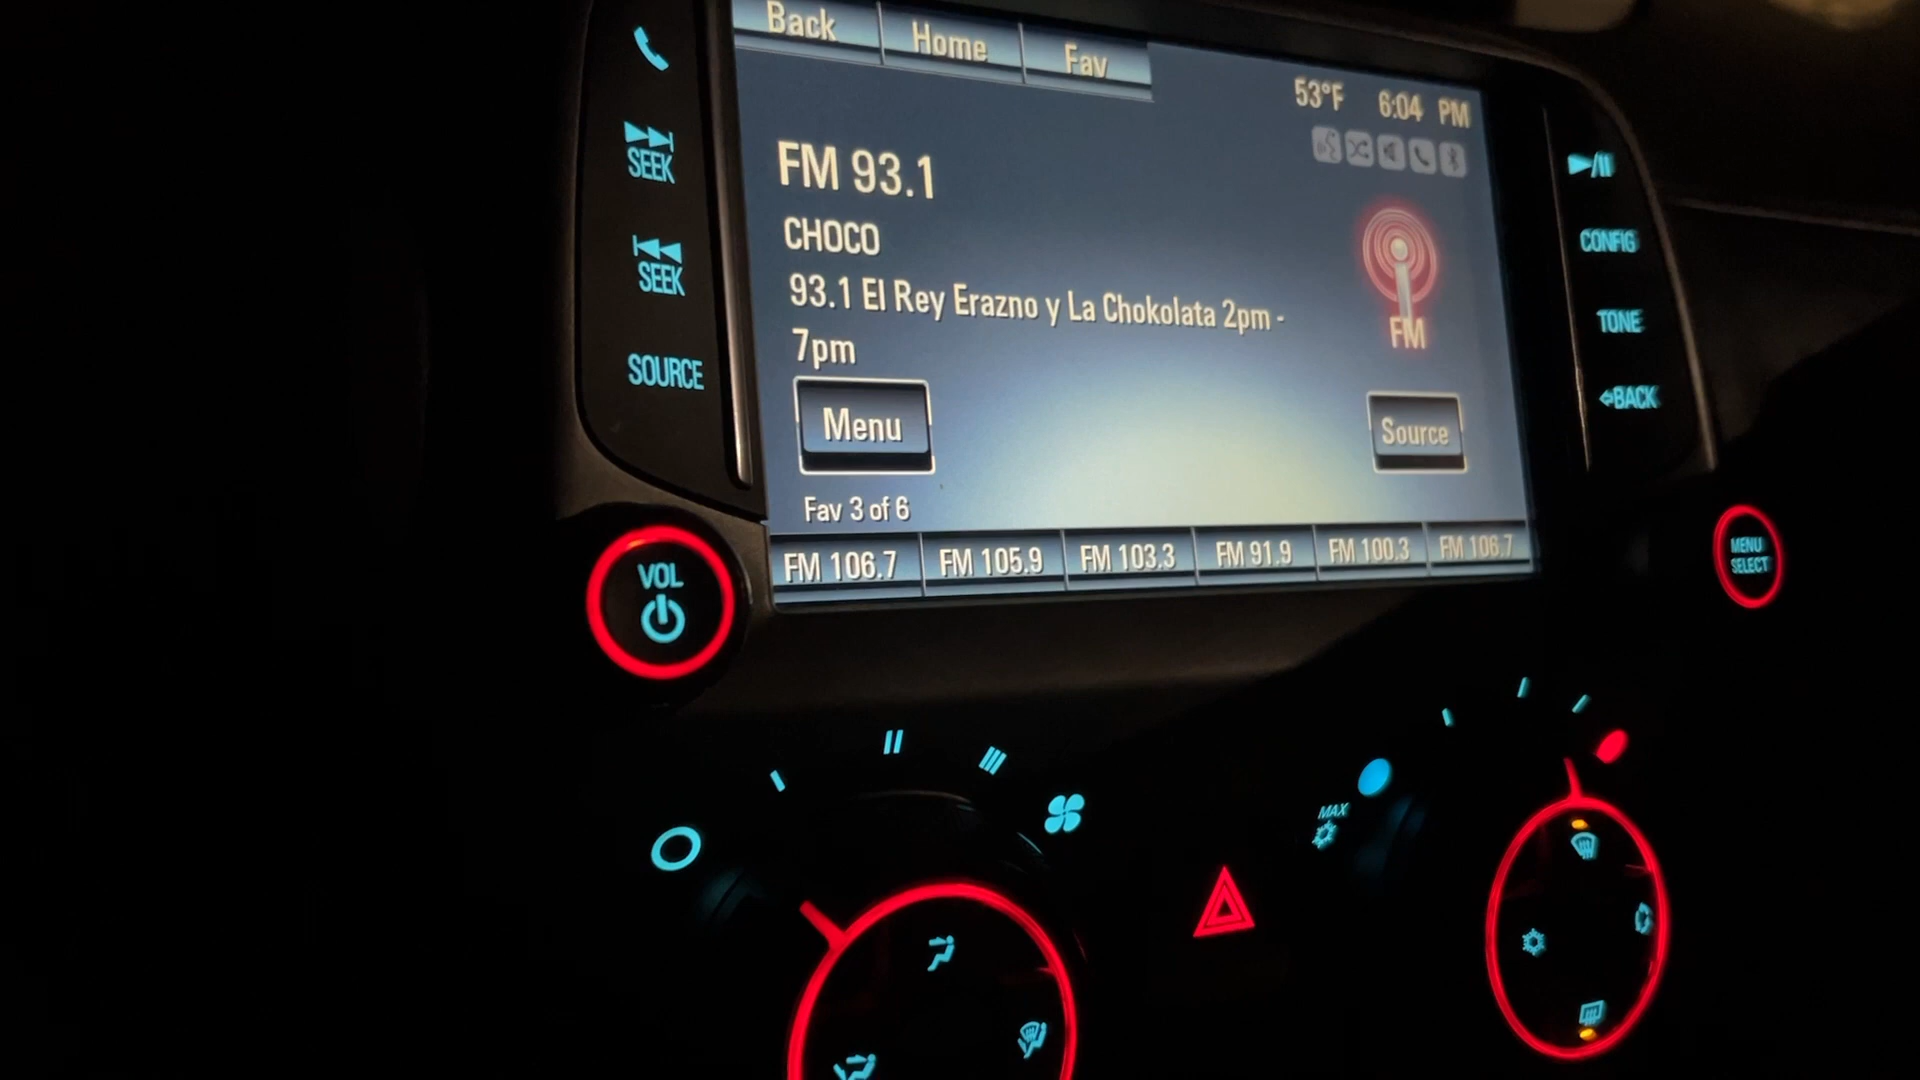 Back Home Fav
53°F 6:04 PM
FM 93.1
CHOCO
93.1 El Rey Erazno y La Chokolata 2pm -
7pm
FM
Menu
Source
Fav 3 of 6
FM 106.7 FM 105.9 FM 103.3 FM 91.9 FM 100.3 FM 106.7
SEEK
SEEK
SOURCE
VOL
CONFIG
TONE
BACK
MENU
SELECT
MAX